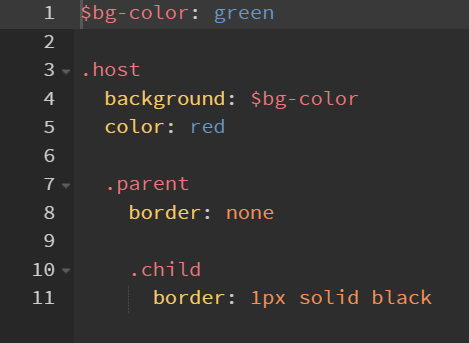 1 $bg-color: green
2
3 .host
4   background: $bg-color
5   color: red
6
7   .parent
8     border: none
9
10     .child
11       border: 1px solid black